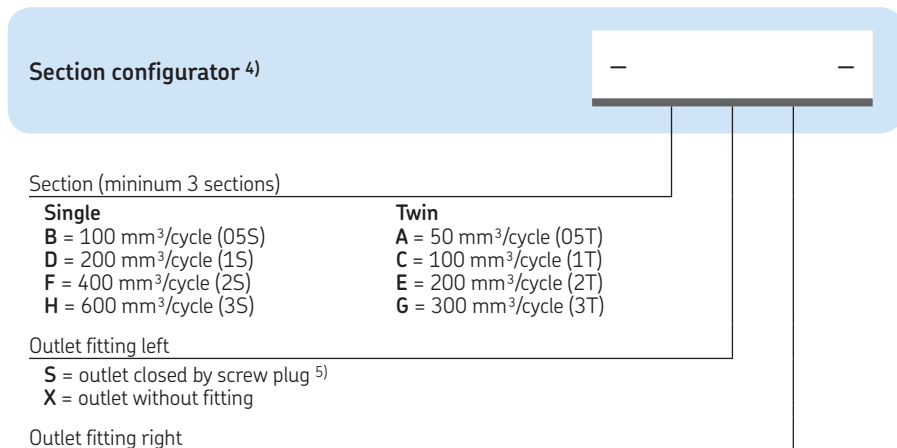 Section configurator 4)
– –
Section (minimum 3 sections)
Single Twin
B = 100 mm³/cycle (05S) A = 50 mm³/cycle (05T)
D = 200 mm³/cycle (1S) C = 100 mm³/cycle (1T)
F = 400 mm³/cycle (2S) E = 200 mm³/cycle (2T)
H = 600 mm³/cycle (3S) G = 300 mm³/cycle (3T)
Outlet fitting left
S = outlet closed by screw plug 5)
X = outlet without fitting
Outlet fitting right